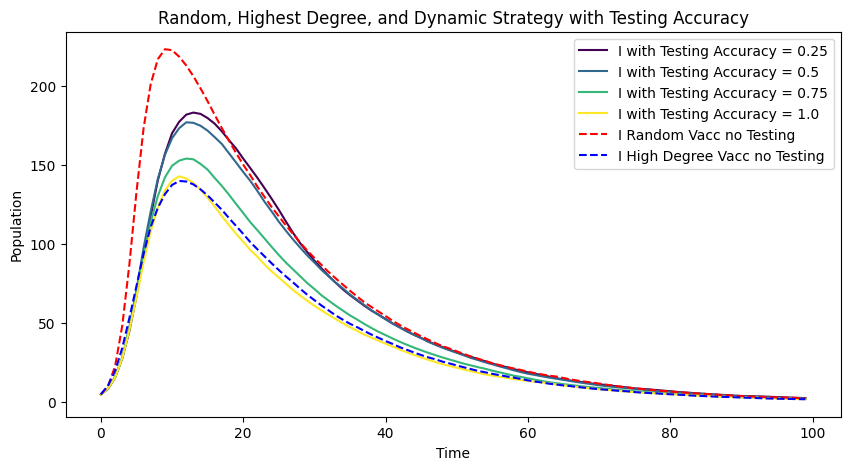 Random, Highest Degree, and Dynamic Strategy with Testing Accuracy
I with Testing Accuracy = 0.25
I with Testing Accuracy = 0.5
I with Testing Accuracy = 0.75
I with Testing Accuracy = 1.0
I Random Vacc no Testing
I High Degree Vacc no Testing
Population
200
150
100
50
0
0 20 40 60 80 100
Time